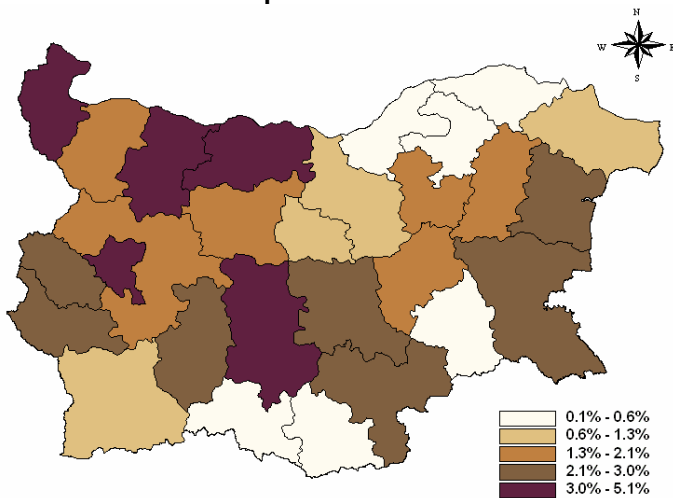 N
W E
S
0.1% - 0.6%
0.6% - 1.3%
1.3% - 2.1%
2.1% - 3.0%
3.0% - 5.1%